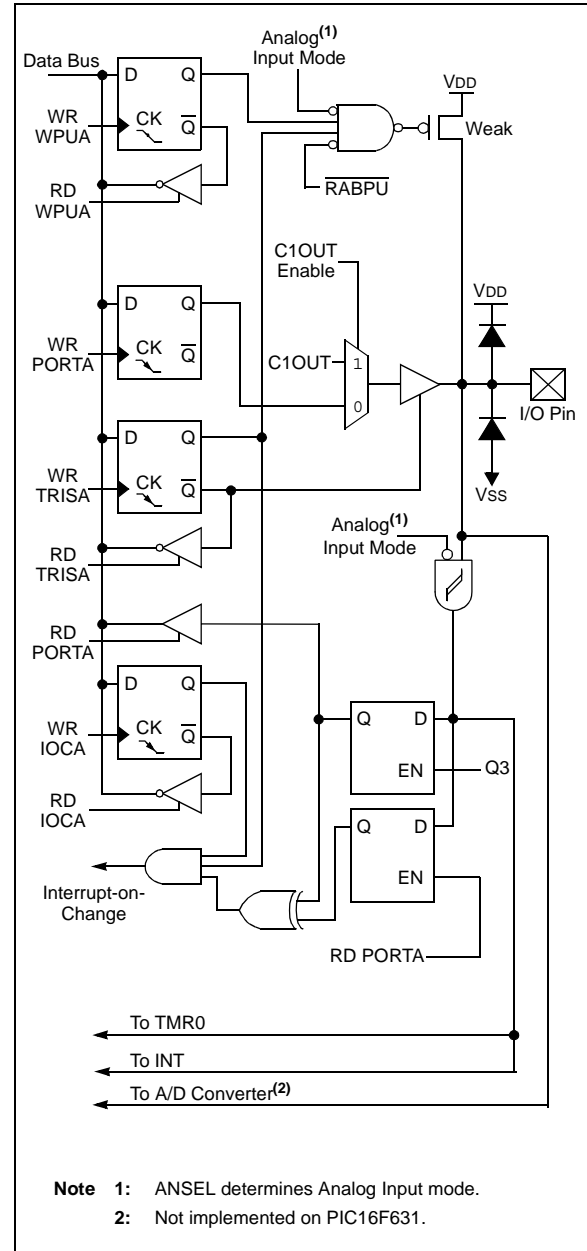 Analog(1)
Input Mode
Data Bus
D Q
VDD
WR
WPUA
CK
Q
Weak
RD
WPUA
RABPU
C1OUT
Enable
VDD
D Q
C1OUT
1
WR
PORTA
CK Q
0
I/O Pin
D Q
WR
TRISA
CK Q
VSS
Analog(1)
Input Mode
RD
TRISA
RD
PORTA
D Q
Q D
WR
IOCA
CK
Q
EN
Q3
RD
IOCA
Q D
EN
Interrupt-on-
Change
RD PORTA
To TMR0
To INT
To A/D Converter(2)
Note 1: ANSEL determines Analog Input mode.
2: Not implemented on PIC16F631.